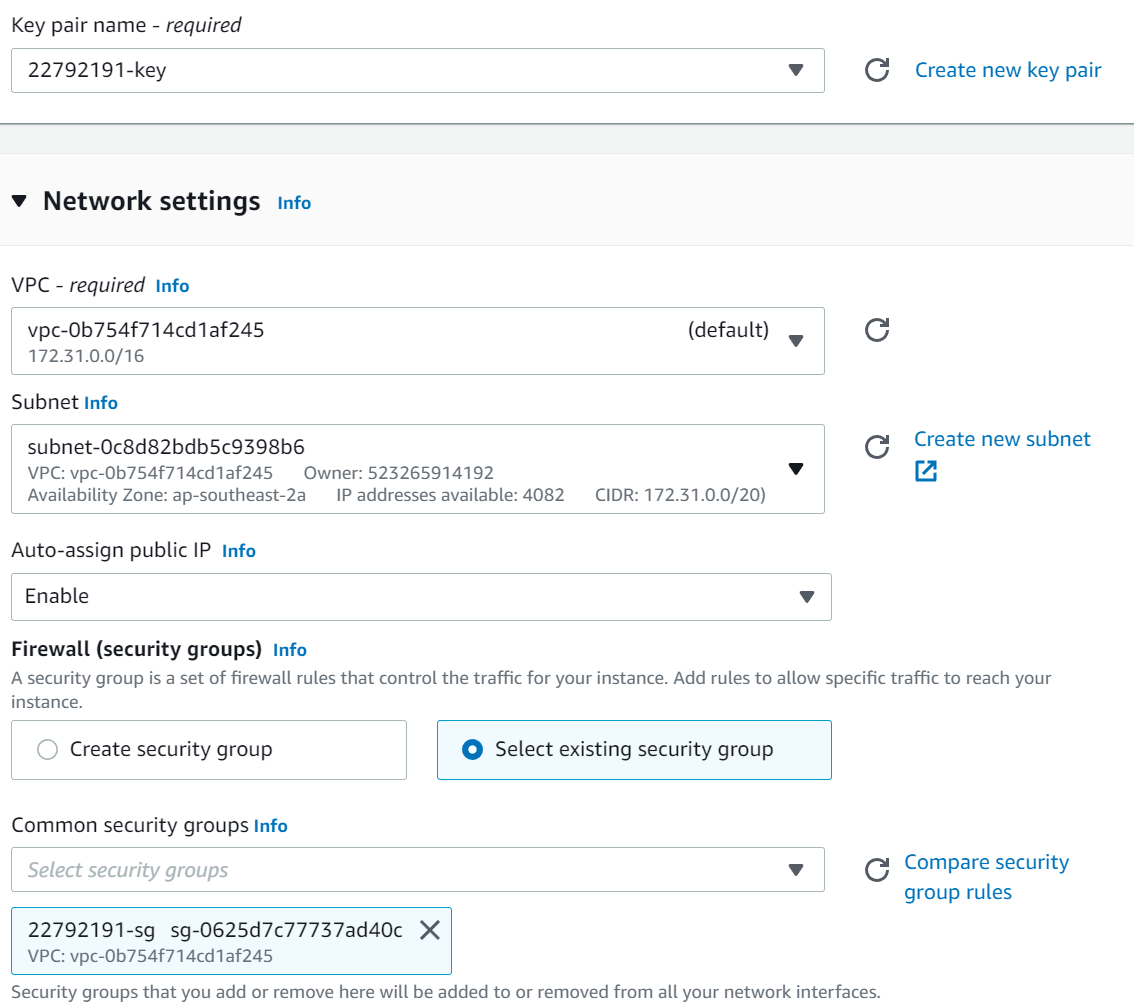 Key pair name - required
22792191-key
Create new key pair
Network settings Info
VPC - required Info
vpc-0b754f714cd1af245 (default)
172.31.0.0/16
Subnet Info
subnet-0c8d82bdb5c9398b6
VPC: vpc-0b754f714cd1af245 Owner: 523265914192
Availability Zone: ap-southeast-2a IP addresses available: 4082 CIDR: 172.31.0.0/20)
Create new subnet
Auto-assign public IP Info
Enable
Firewall (security groups) Info
A security group is a set of firewall rules that control the traffic for your instance. Add rules to allow specific traffic to reach your
instance.
Create security group
Select existing security group
Common security groups Info
Select security groups
Compare security
group rules
22792191-sg sg-0625d7c77737ad40c
VPC: vpc-0b754f714cd1af245
Security groups that you add or remove here will be added to or removed from all your network interfaces.